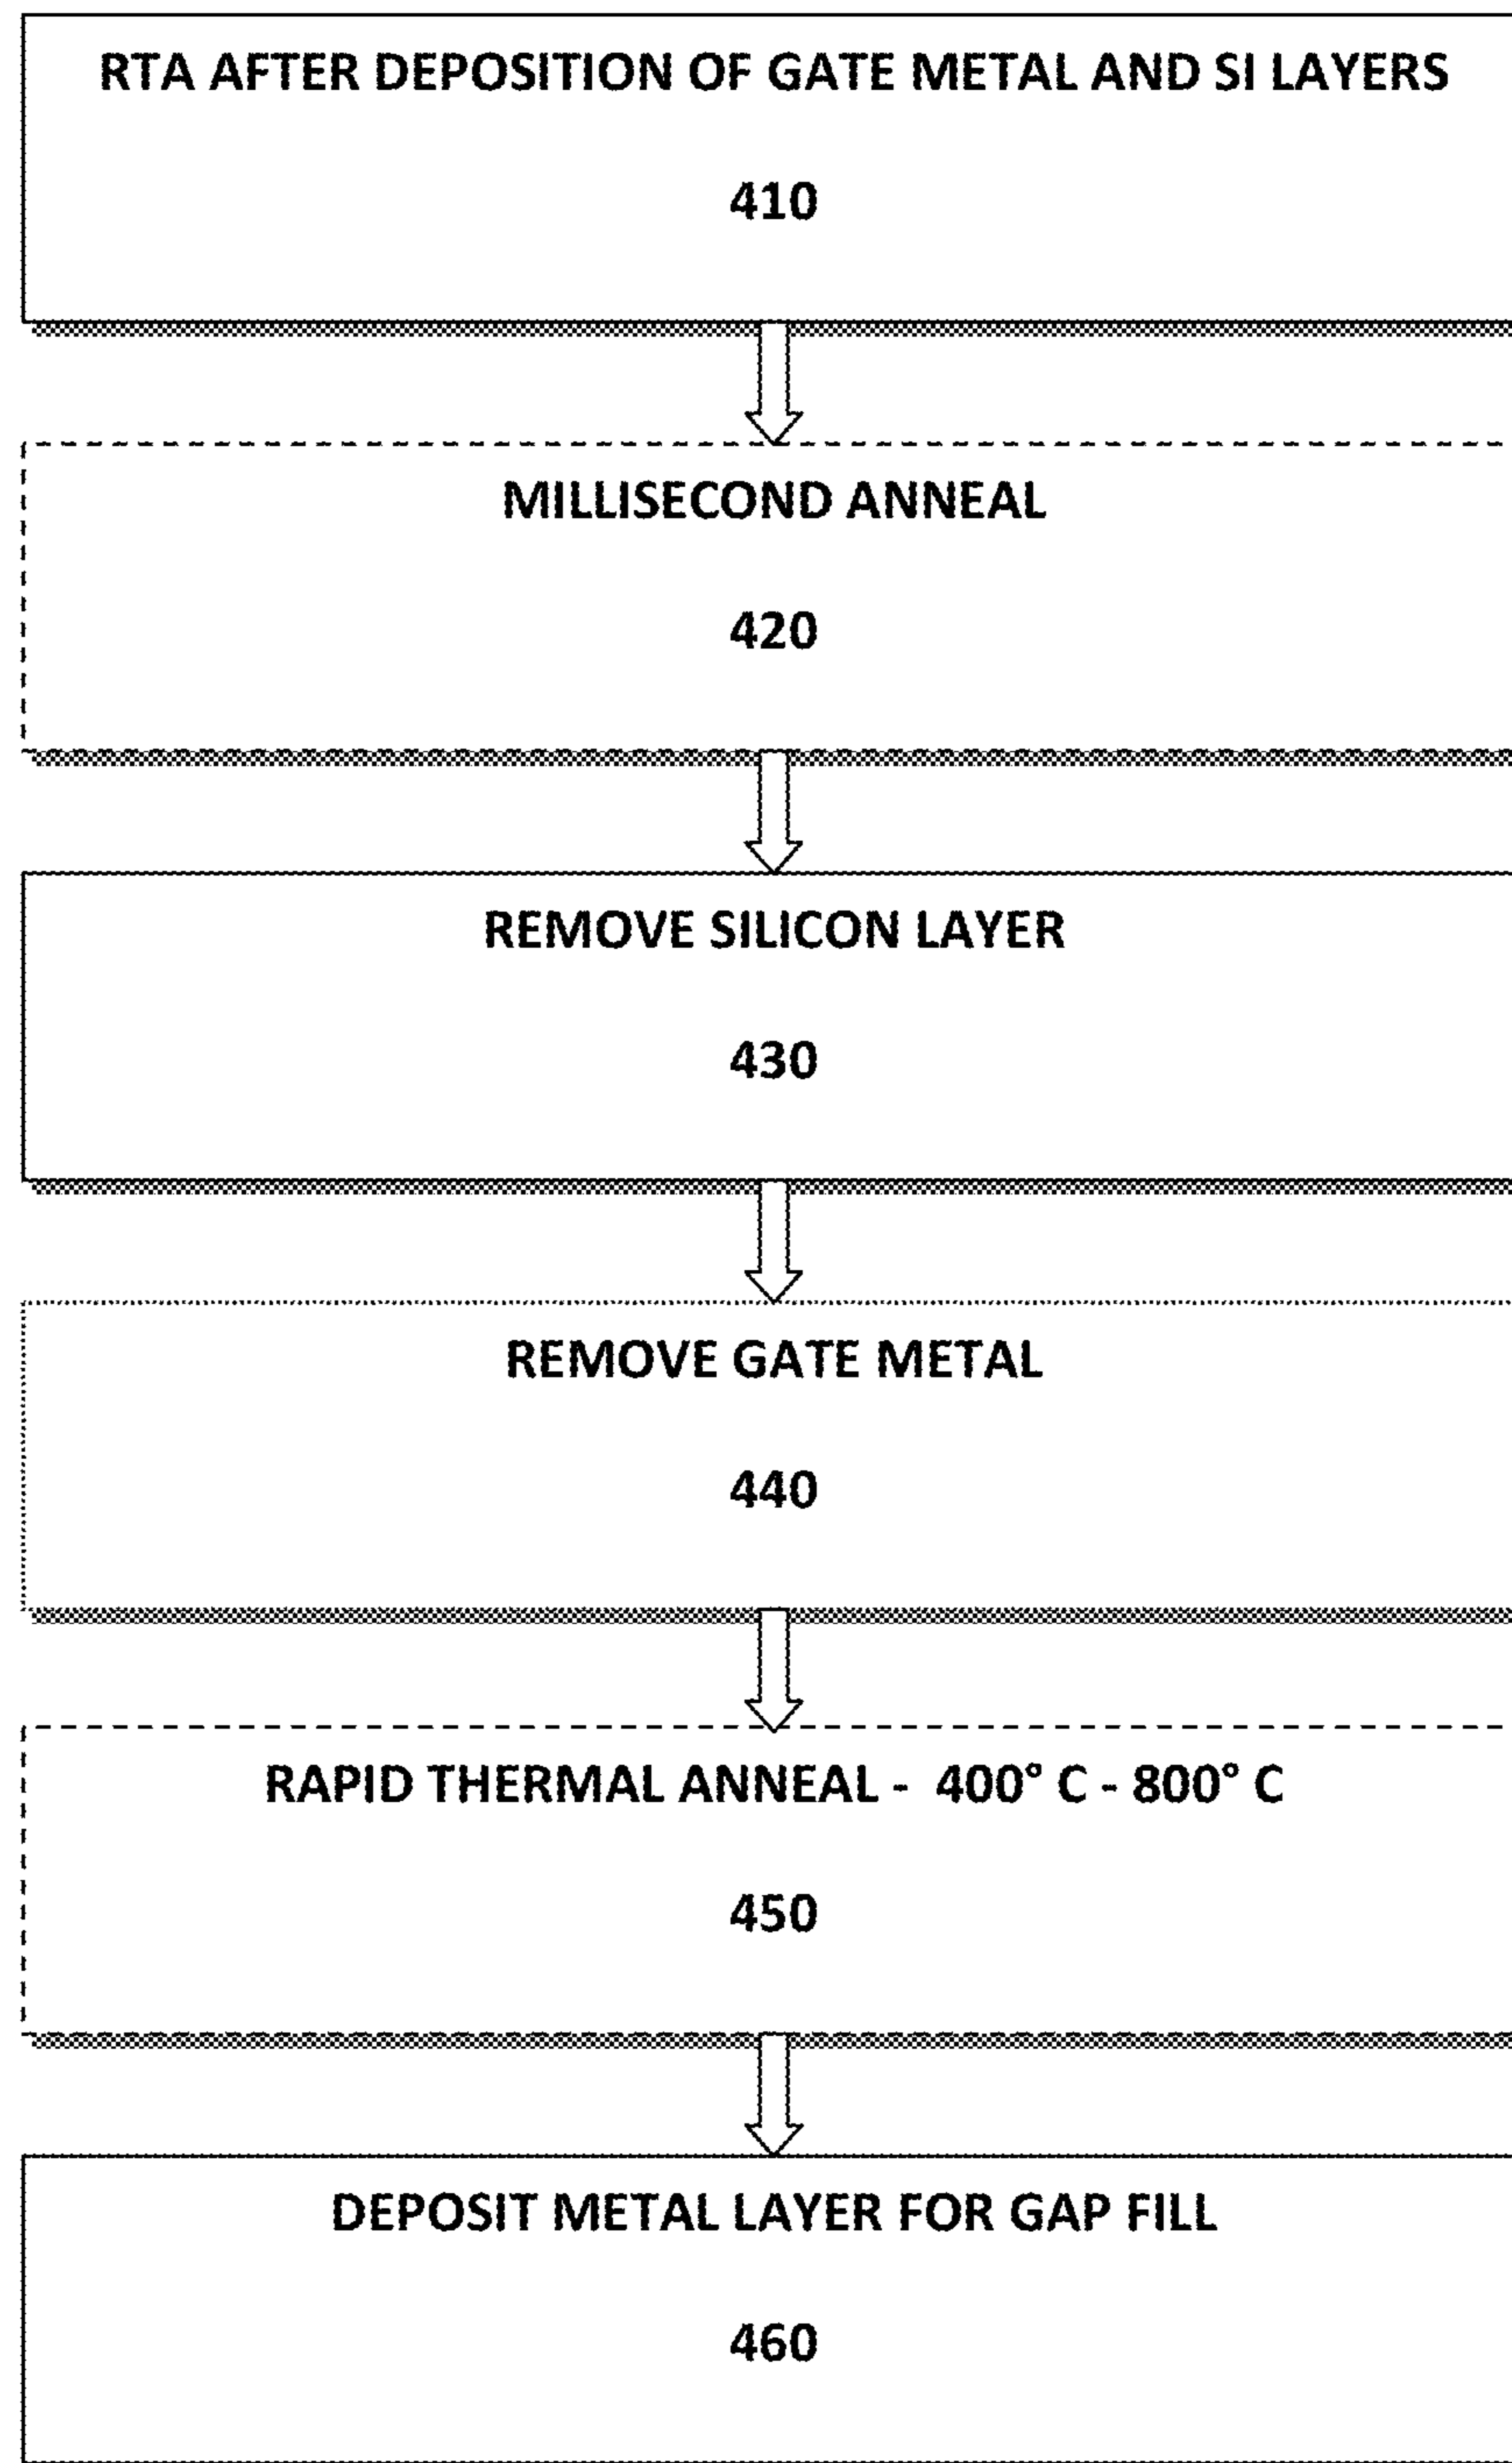 RTA AFTER DEPOSITION OF GATE METAL AND SI LAYERS
410
MILLISECOND ANNEAL
420
REMOVE SILICON LAYER
430
REMOVE GATE METAL
440
RAPID THERMAL ANNEAL - 400° C - 800° C
450
DEPOSIT METAL LAYER FOR GAP FILL
460